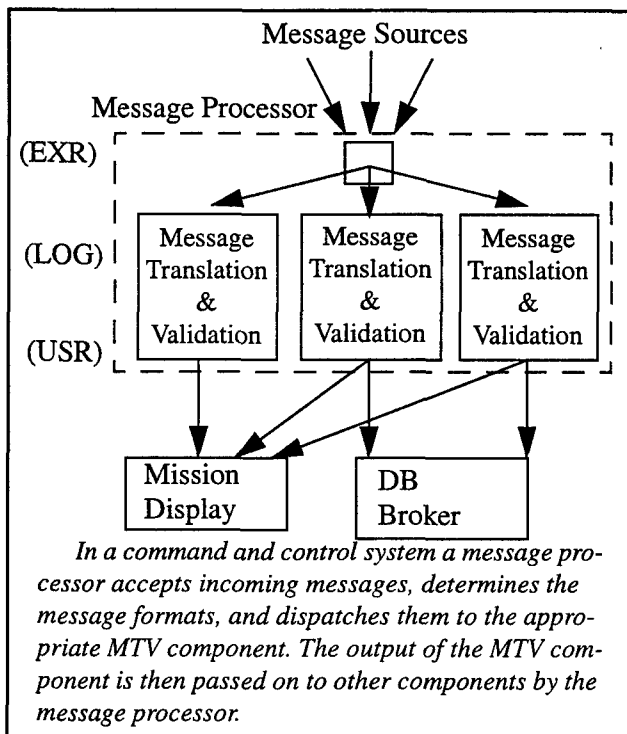 Message Sources
Message Processor
(EXR)
(LOG)
(USR)
Message
Translation
&
Validation
Message
Translation
&
Validation
Message
Translation
&
Validation
Mission
Display
DB
Broker
In a command and control system a message pro-
cessor accepts incoming messages, determines the
message formats, and dispatches them to the appro-
priate MTV component. The output of the MTV com-
ponent is then passed on to other components by the
message processor.